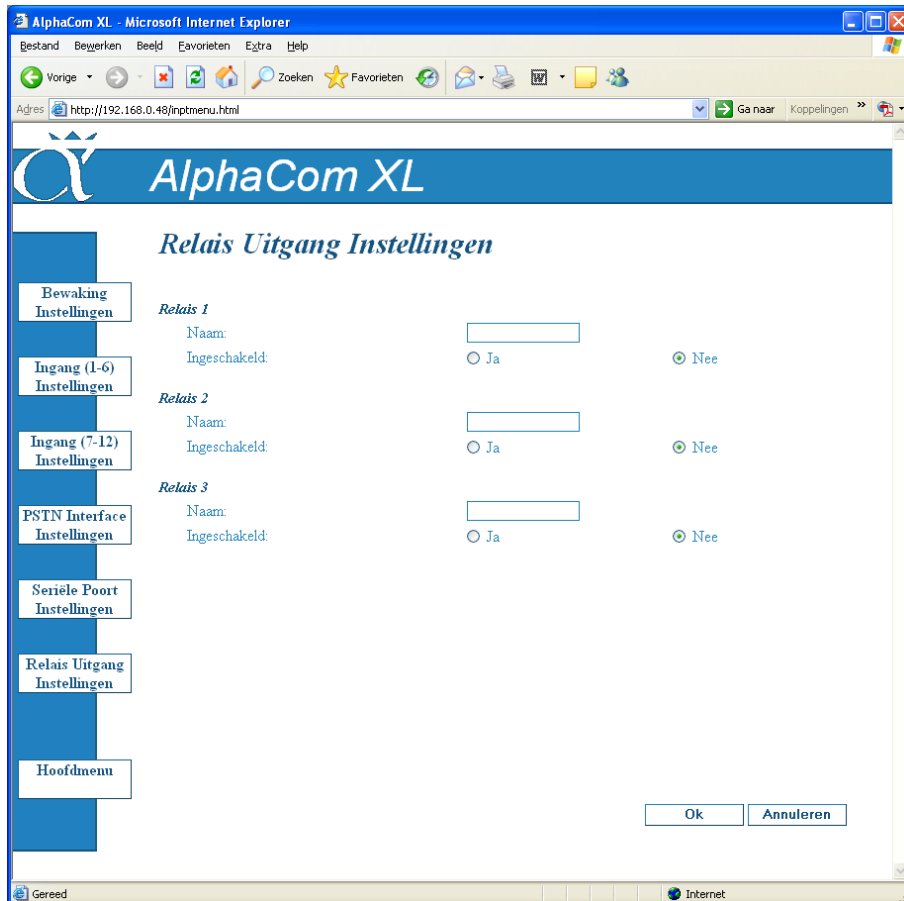 AlphaCom XL - Microsoft Internet Explorer
Bestand Bewerken Beeld Favorieten Extra Help
Vorige Zoeken Favorieten
Adres http://192.168.0.48/inptmenu.html Ga naar Koppelingen »
AlphaCom XL
Relais Uitgang Instellingen
Bewaking
Instellingen
Ingang (1-6)
Instellingen
Ingang (7-12)
Instellingen
PSTN Interface
Instellingen
Seriële Poort
Instellingen
Relais Uitgang
Instellingen
Hoofdmenu
Relais 1
Naam:
Ingeschakeld: Ja Nee
Relais 2
Naam:
Ingeschakeld: Ja Nee
Relais 3
Naam:
Ingeschakeld: Ja Nee
Ok Annuleren
Gereed Internet